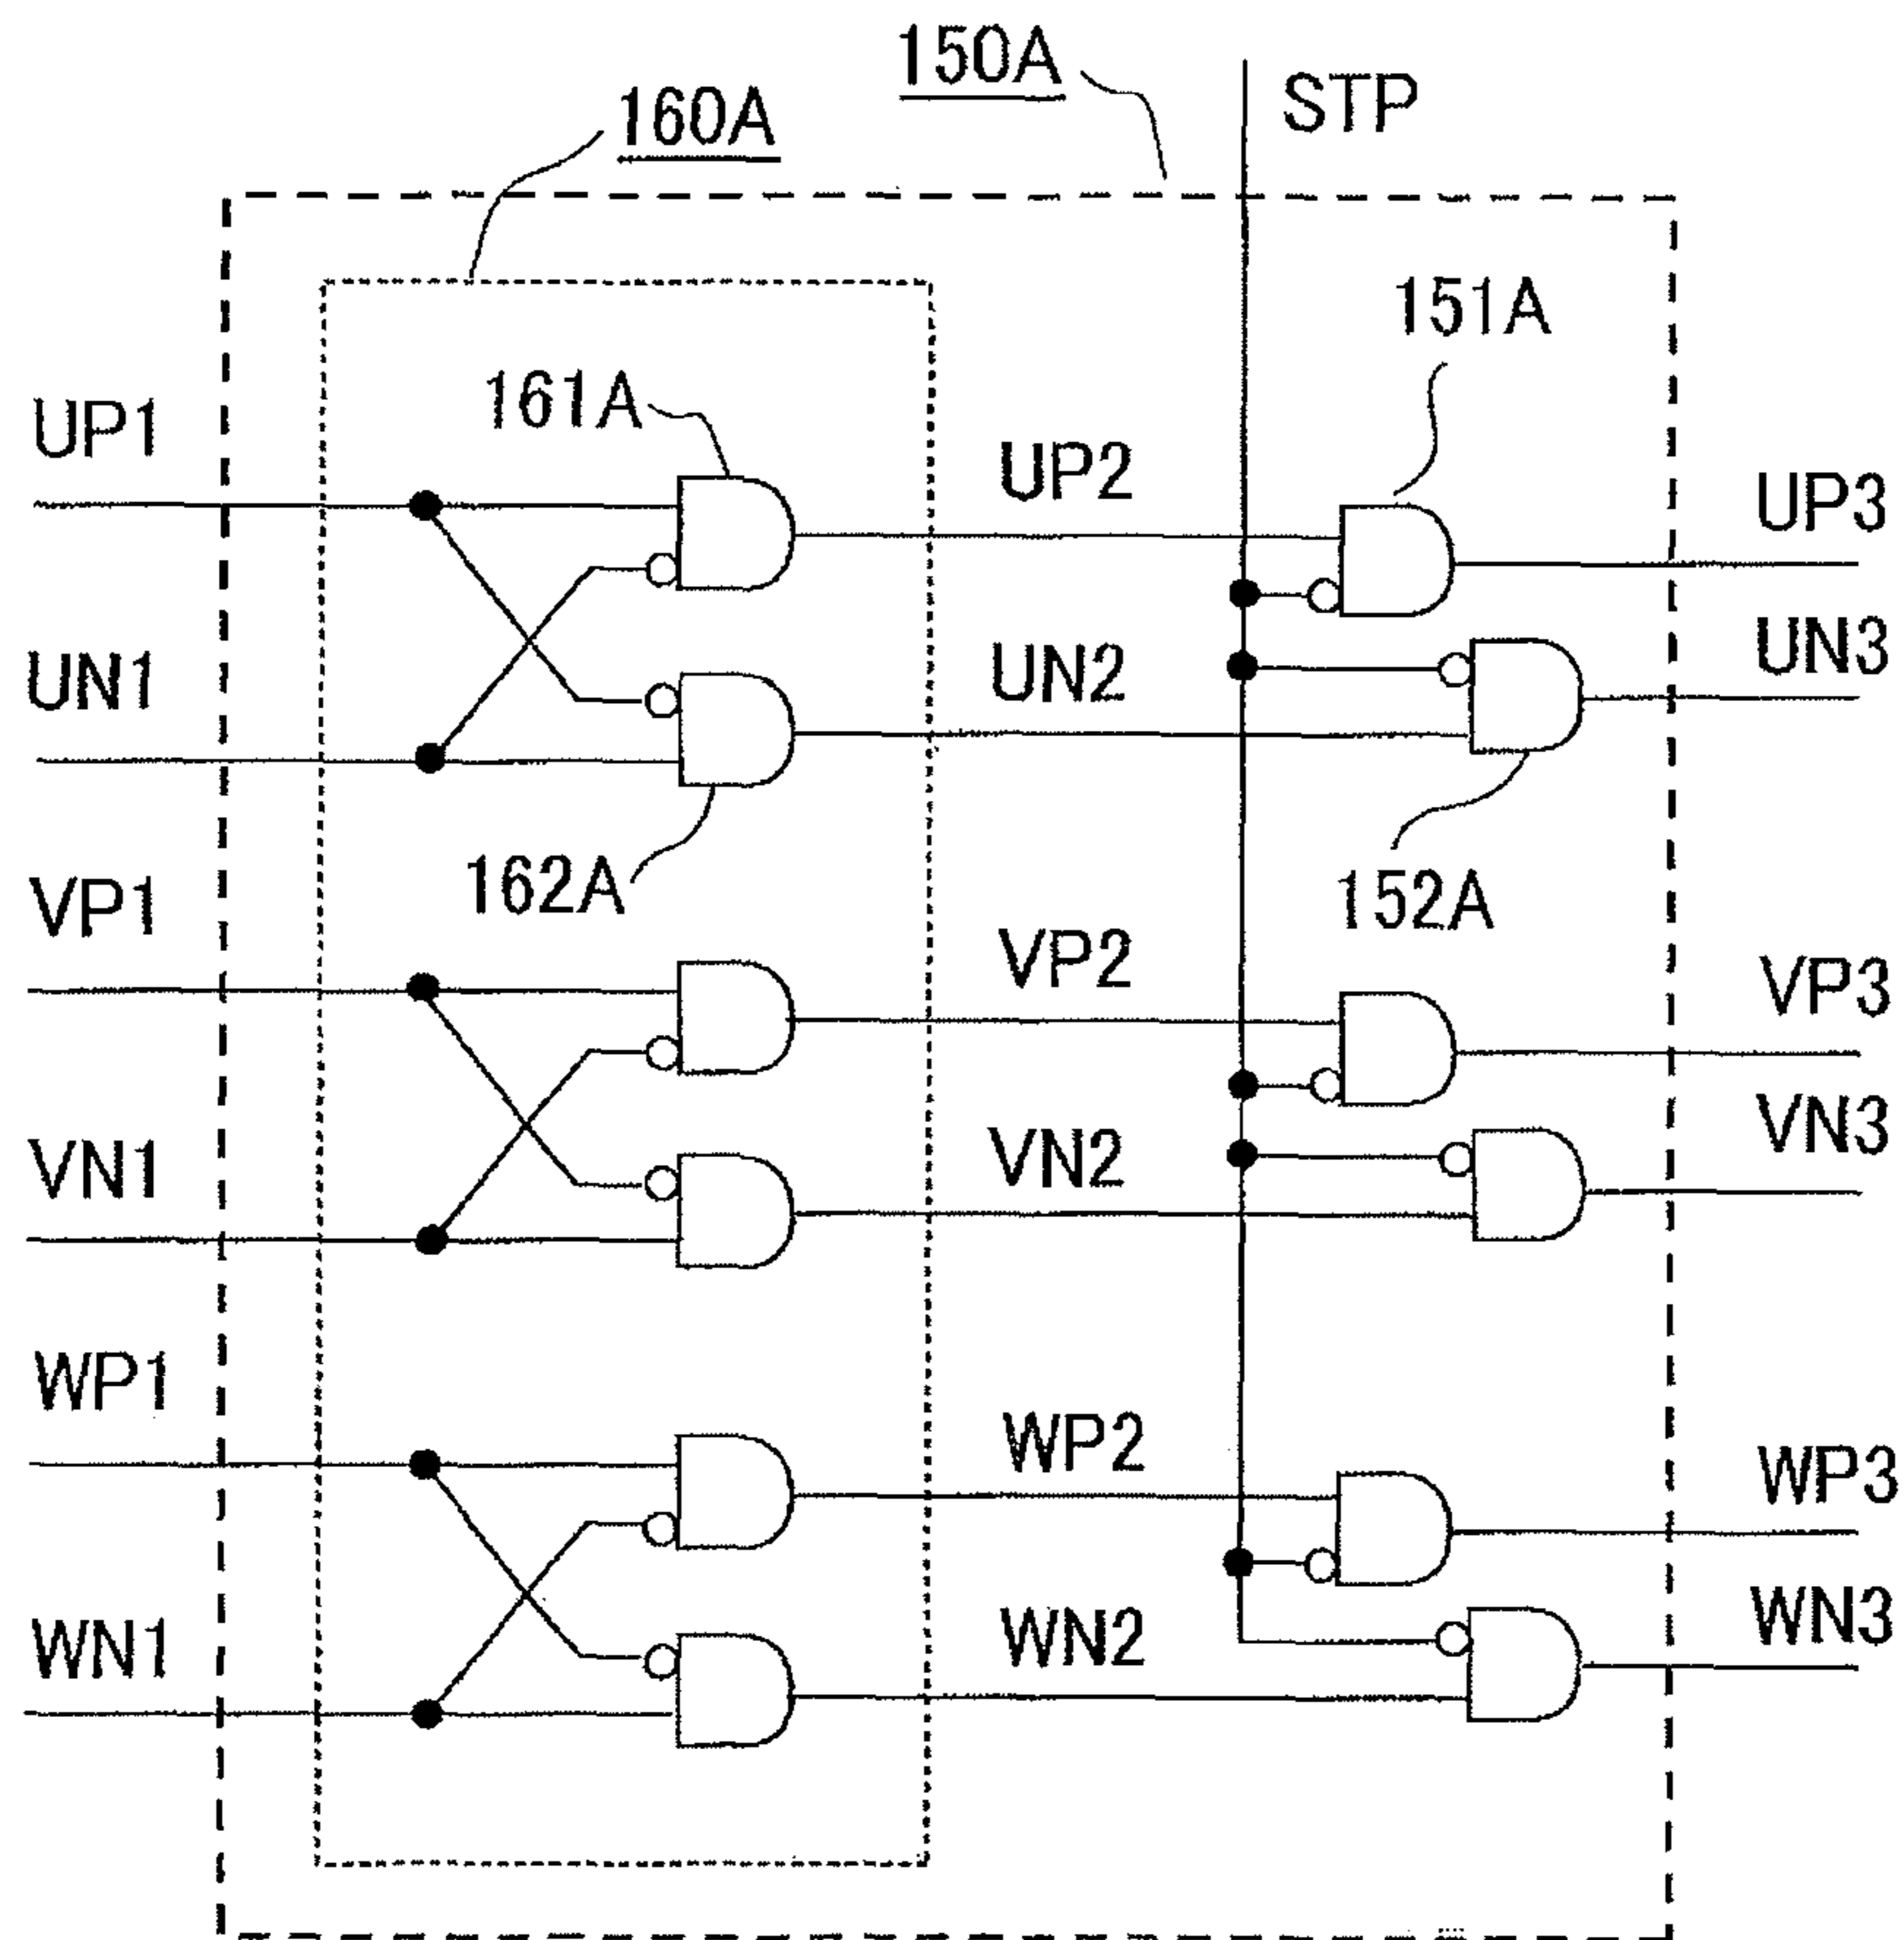 150A
STP
160A
151A
161A
UP1
UP2
UP3
UN1
UN2
UN3
162A
152A
VP1
VP2
VP3
VN1
VN2
VN3
WP1
WP2
WP3
WN1
WN2
WN3